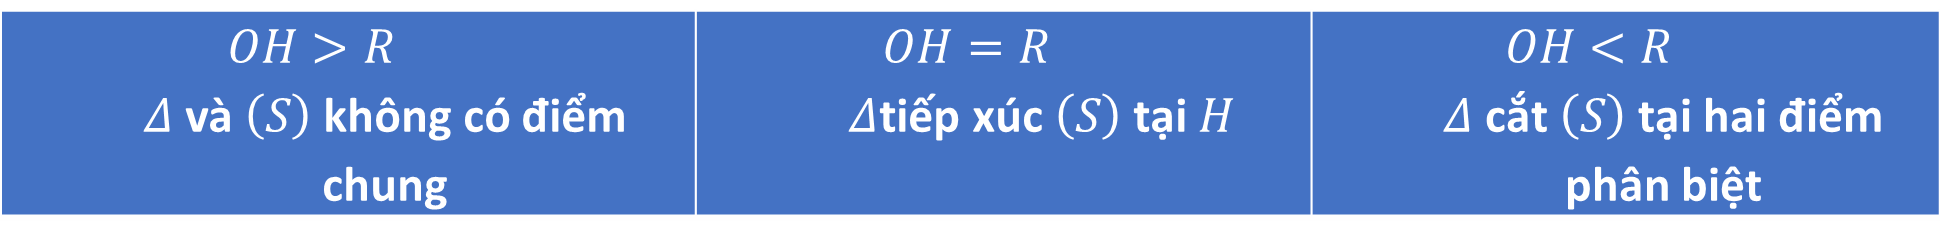 OH > R
Δ và (S) không có điểm
chung
OH = R
Δtiếp xúc (S) tại H
OH < R
Δ cắt (S) tại hai điểm
phân biệt